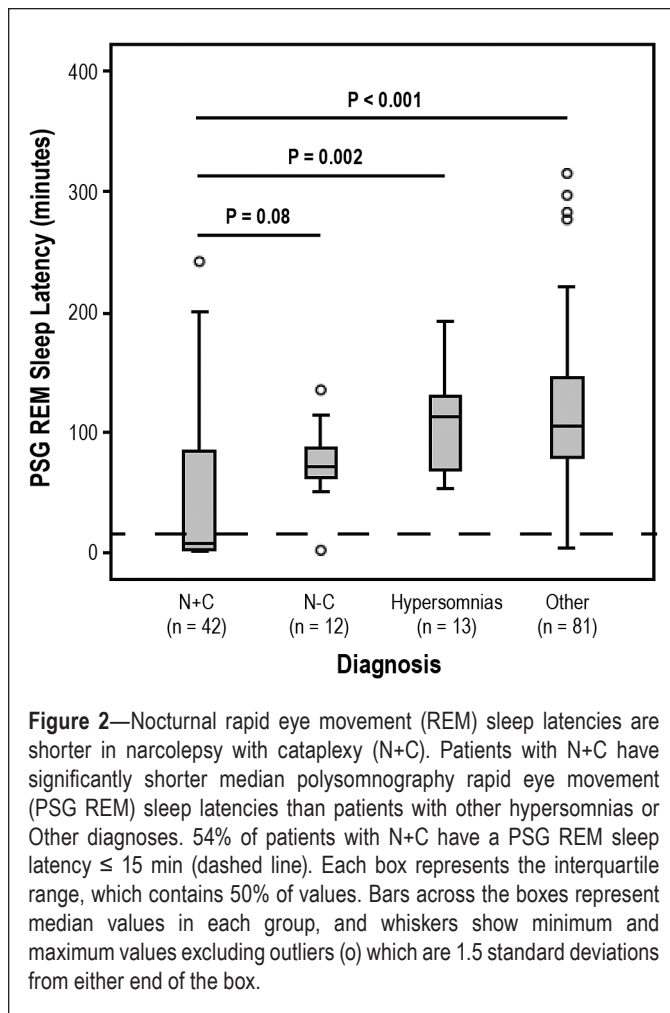 400
300
200
100
0
PSG REM Sleep Latency (minutes)
P < 0.001
P = 0.002
P = 0.08
N+C N-C Hypersomnias Other
(n = 42) (n = 12) (n = 13) (n = 81)
Diagnosis
Figure 2—Nocturnal rapid eye movement (REM) sleep latencies are
shorter in narcolepsy with cataplexy (N+C). Patients with N+C have
significantly shorter median polysomnography rapid eye movement
(PSG REM) sleep latencies than patients with other hypersomnias or
Other diagnoses. 54% of patients with N+C have a PSG REM sleep
latency ≤ 15 min (dashed line). Each box represents the interquartile
range, which contains 50% of values. Bars across the boxes represent
median values in each group, and whiskers show minimum and
maximum values excluding outliers (o) which are 1.5 standard deviations
from either end of the box.